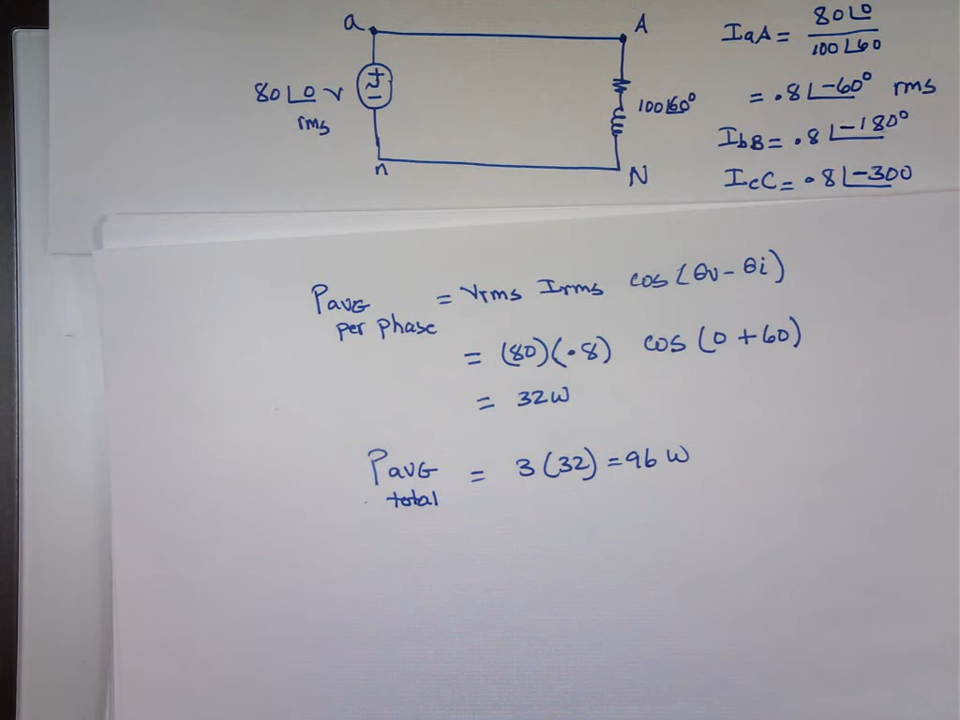 a
A
80∠0 V
rms
100∠60°
n
N
IaA = 80∠0 / 100∠60
= .8∠-60° rms
IbB = .8∠-180°
IcC = .8∠-300
PAVG = Vrms Irms cos(θv - θi)
per phase
= (80)(.8) cos(0 + 60)
= 32W
PAVG = 3(32) = 96 W
total